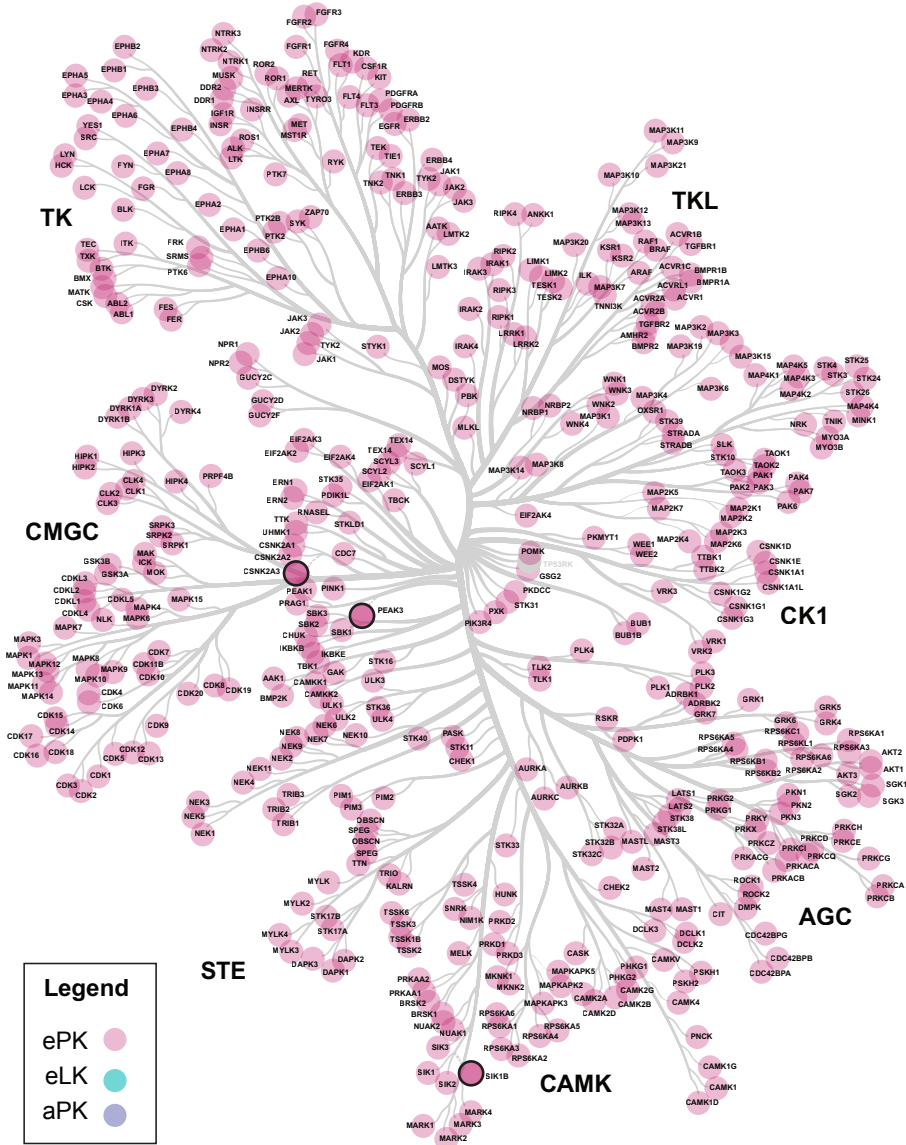 FGFR3
FGFR2
NTRK3
EPHB2
FGFR1
FGFR4
NTRK2
KDR
NTRK1
ROR2
RET
FLT1
CSF1R
EPHB1
EPHA5
MUSK
ROR1
KIT
EPHB3
DDR2
MERTK
EPHA3
EPHA4
DDR1
AXL
TYRO3
FLT4
PDGFRA
FLT3
PDGFRB
IGF1R
INSRR
EPHA6
YES1
INSR
MET
EGFR
ERBB2
EPHB4
MST1R
MAP3K11
SRC
ROS1
MAP3K9
ALK
TEK
LYN
EPHA7
LTK
TIE1
ERBB4
HCK
FYN
RYK
JAK1
MAP3K21
EPHA8
PTK7
TNK1
TYK2
MAP3K10
LCK
FGR
TNK2
JAK2
ERBB3
JAK3
TKL
TK
BLK
EPHA2
PTK2B
ZAP70
RIPK4
ANKK1
MAP3K12
SYK
MAP3K13
EPHA1
AATK
ACVR1B
PTK2
LMTK2
MAP3K20
RAF1
TEC
ITK
FRK
KSR1
BRAF
TGFBR1
TXK
SRMS
EPHB6
RIPK2
KSR2
BTK
PTK6
LMTK3
IRAK1
LIMK1
ACVR1C
BMX
EPHA10
IRAK3
LIMK2
ILK
ARAF
BMPR1B
MATK
TESK1
MAP3K7
ACVRL1
BMPR1A
CSK
ABL2
FES
RIPK3
TESK2
ACVR2A
ACVR1
ABL1
FER
IRAK2
TNNI3K
ACVR2B
JAK3
RIPK1
TGFBR2
MAP3K2
JAK2
LRRK1
AMHR2
MAP3K3
NPR1
TYK2
STYK1
IRAK4
LRRK2
BMPR2
MAP3K19
NPR2
JAK1
MOS
MAP3K15
GUCY2C
DSTYK
WNK1
MAP4K5
STK4
STK25
MAP4K1
MAP4K3
STK3
STK24
DYRK2
PBK
WNK3
MAP3K6
MAP4K2
STK26
DYRK3
GUCY2D
NRBP1
NRBP2
WNK2
MAP3K4
MAP4K4
DYRK1A
DYRK4
GUCY2F
MAP3K1
OXSR1
TNIK
MINK1
DYRK1B
MLKL
WNK4
STK39
NRK
MYO3A
EIF2AK3
TEX14
STRADA
MYO3B
HIPK3
EIF2AK2
EIF2AK4
TEX14
STRADB
SLK
HIPK1
SCYL3
STK10
TAOK1
HIPK2
SCYL2
SCYL1
MAP3K14
MAP3K8
TAOK2
CLK4
HIPK4
PRPF4B
STK35
EIF2AK1
TAOK3
PAK1
PAK4
CLK2
CLK1
ERN1
PDIK1L
TBCK
MAP2K5
PAK2
PAK3
PAK7
CLK3
ERN2
MAP2K7
MAP2K1
PAK6
RNASEL
EIF2AK4
MAP2K2
CMGC
SRPK3
TTK
STKLD1
MAP2K3
SRPK2
UHMK1
PKMYT1
MAP2K4
MAP2K6
CSNK1D
SRPK1
CSNK2A1
CDC7
POMK
WEE1
TTBK1
CSNK1E
GSK3B
MAK
CSNK2A2
WEE2
TTBK2
CSNK1A1
ICK
TP53RK
CDKL3
GSK3A
MOK
CSNK2A3
GSG2
CSNK1A1L
CDKL2
PEAK1
PINK1
PKDCC
VRK3
CSNK1G2
CDKL1
CDKL5
MAP4K4
MAPK15
PRAG1
STK31
CSNK1G1
CK1
CDKL4
NLK
MAPK6
SBK3
PEAK3
PXK
CSNK1G3
MAPK7
SBK2
SBK1
PIK3R4
BUB1
MAPK3
CHUK
BUB1B
VRK1
MAPK1
MAPK8
CDK7
IKBKB
IKBKE
PLK4
VRK2
MAPK12
MAPK9
CDK11B
TBK1
STK16
TLK2
MAPK13
MAPK10
CDK10
GAK
PLK3
MAPK11
CDK4
CDK8
AAK1
CAMKK1
ULK3
TLK1
PLK1
PLK2
MAPK14
CDK20
CDK19
CAMKK2
ADRBK1
CDK6
BMP2K
ULK1
STK36
ADRBK2
GRK1
GRK5
CDK15
ULK2
ULK4
GRK7
RSKR
GRK6
GRK4
CDK17
CDK14
CDK9
NEK8
NEK6
PASK
PDPK1
RPS6KA5
RPS6KC1
RPS6KA1
NEK9
NEK7
NEK10
STK40
STK11
RPS6KA4
RPS6KL1
RPS6KA3
AKT2
CDK16
CDK18
CDK12
NEK2
CHEK1
RPS6KB1
RPS6KA6
CDK5
CDK13
NEK11
AURKA
RPS6KB2
RPS6KA2
AKT3
AKT1
CDK3
CDK1
NEK4
AURKB
SGK2
SGK1
CDK2
TRIB3
PIM1
PIM2
AURKC
LATS1
PRKG2
PKN1
SGK3
NEK3
TRIB2
PIM3
LATS2
PRKG1
PKN2
NEK5
TRIB1
OBSCN
STK32A
STK38
PRKY
PKN3
PRKCH
NEK1
SPEG
STK32B
MASTL
STK38L
PRKX
PRKCD
PRKCE
OBSCN
STK33
STK32C
MAST3
PRKCZ
PRKCI
PRKCQ
PRKCG
SPEG
PRKACG
PRKACA
TTN
MAST2
PRKACB
TRIO
TSSK4
CHEK2
ROCK1
PRKCA
MYLK
KALRN
HUNK
ROCK2
PRKCB
MYLK2
SNRK
MAST4
MAST1
DMPK
AGC
STK17B
TSSK6
NIM1K
PRKD2
CIT
STK17A
TSSK3
DCLK3
DCLK1
CDC42BPG
MYLK4
TSSK1B
PRKD1
DCLK2
MYLK3
DAPK2
TSSK2
MELK
PRKD3
CASK
CAMKV
CDC42BPB
STE
DAPK3
DAPK1
PHKG1
PSKH1
CDC42BPA
PRKAA2
MKNK1
MAPKAPK5
PHKG2
PSKH2
PRKAA1
MKNK2
MAPKAPK2
CAMK2G
BRSK2
MAPKAPK3
CAMK2A
CAMK2B
CAMK4
BRSK1
RPS6KA6
CAMK2D
NUAK2
NUAK1
RPS6KA1
RPS6KA5
PNCK
RPS6KA4
SIK3
RPS6KA3
RPS6KA2
SIK1
SIK1B
CAMK1G
SIK2
CAMK
CAMK1
CAMK1D
MARK4
MARK1
MARK3
MARK2
Legend
ePK
eLK
aPK